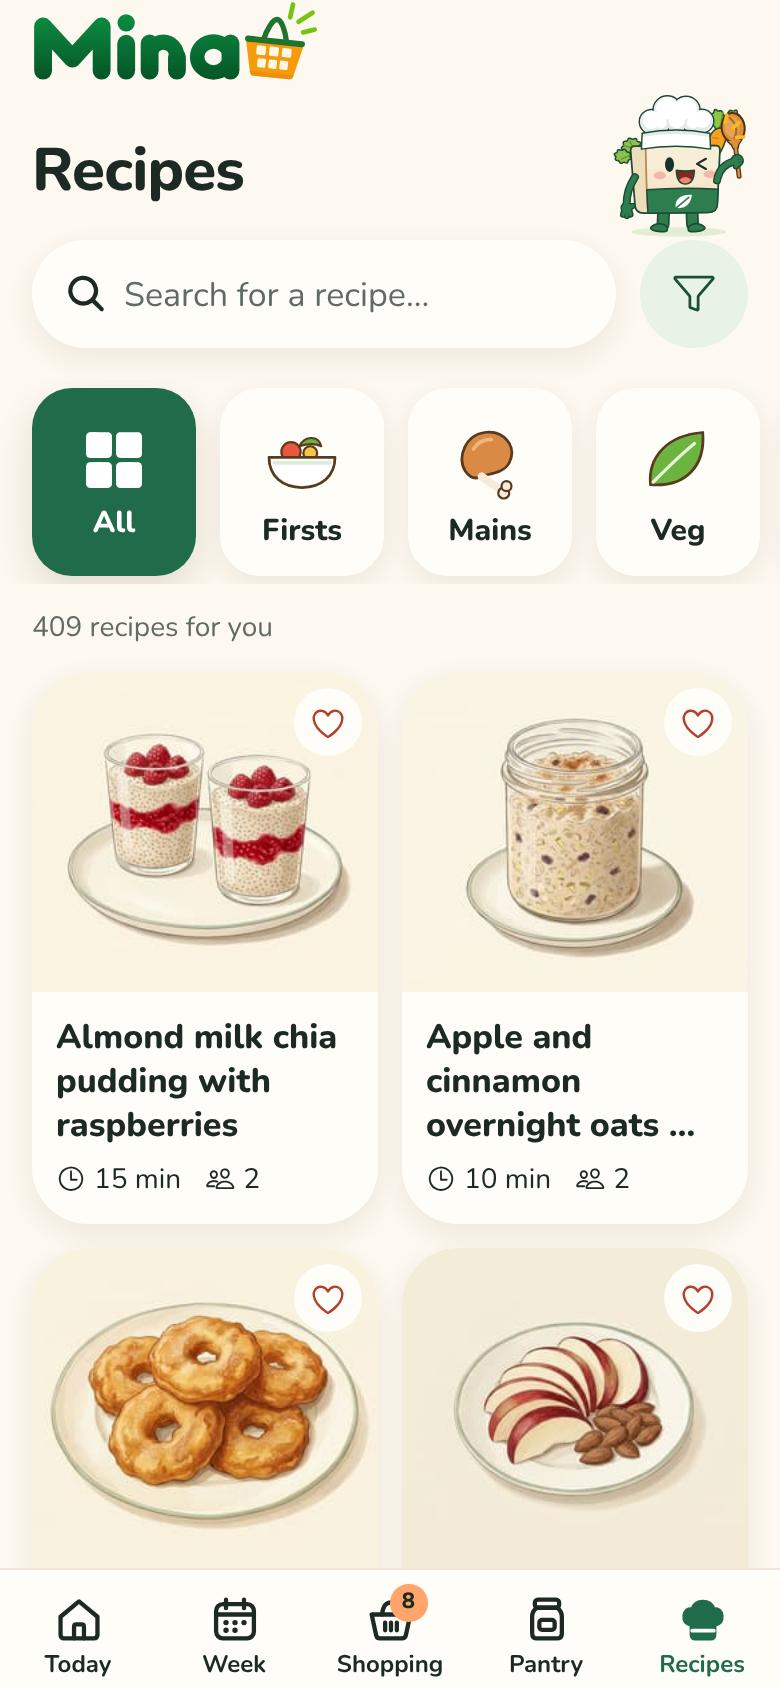 Mina
Recipes
Search for a recipe...
All
Firsts
Mains
Veg
409 recipes for you
Almond milk chia
pudding with
raspberries
15 min 2
Apple and
cinnamon
overnight oats ...
10 min 2
8
Today
Week
Shopping
Pantry
Recipes